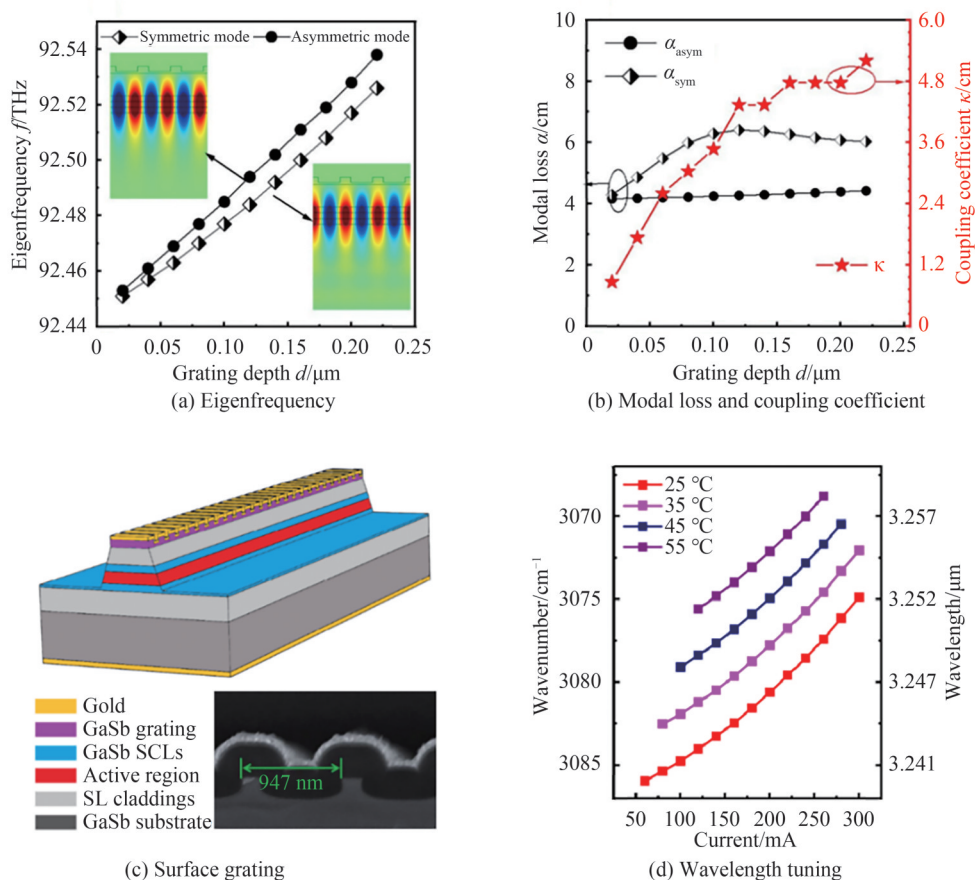 Symmetric mode Asymmetric mode
92.54
92.52
92.50
92.48
92.46
92.44
Eigenfrequency f/THz
0 0.05 0.10 0.15 0.20 0.25
Grating depth d/μm
(a) Eigenfrequency
10
8
6
4
2
0
Modal loss α/cm
α_asym
α_sym
κ
6.0
4.8
3.6
2.4
1.2
0
Coupling coefficient κ/cm
0 0.05 0.10 0.15 0.20 0.25
Grating depth d/μm
(b) Modal loss and coupling coefficient
Gold
GaSb grating
GaSb SCLs
Active region
SL claddings
GaSb substrate
947 nm
(c) Surface grating
25 °C
35 °C
45 °C
55 °C
3070
3075
3080
3085
Wavenumber/cm⁻¹
3.257
3.252
3.247
3.241
Wavelength/μm
50 100 150 200 250 300
Current/mA
(d) Wavelength tuning